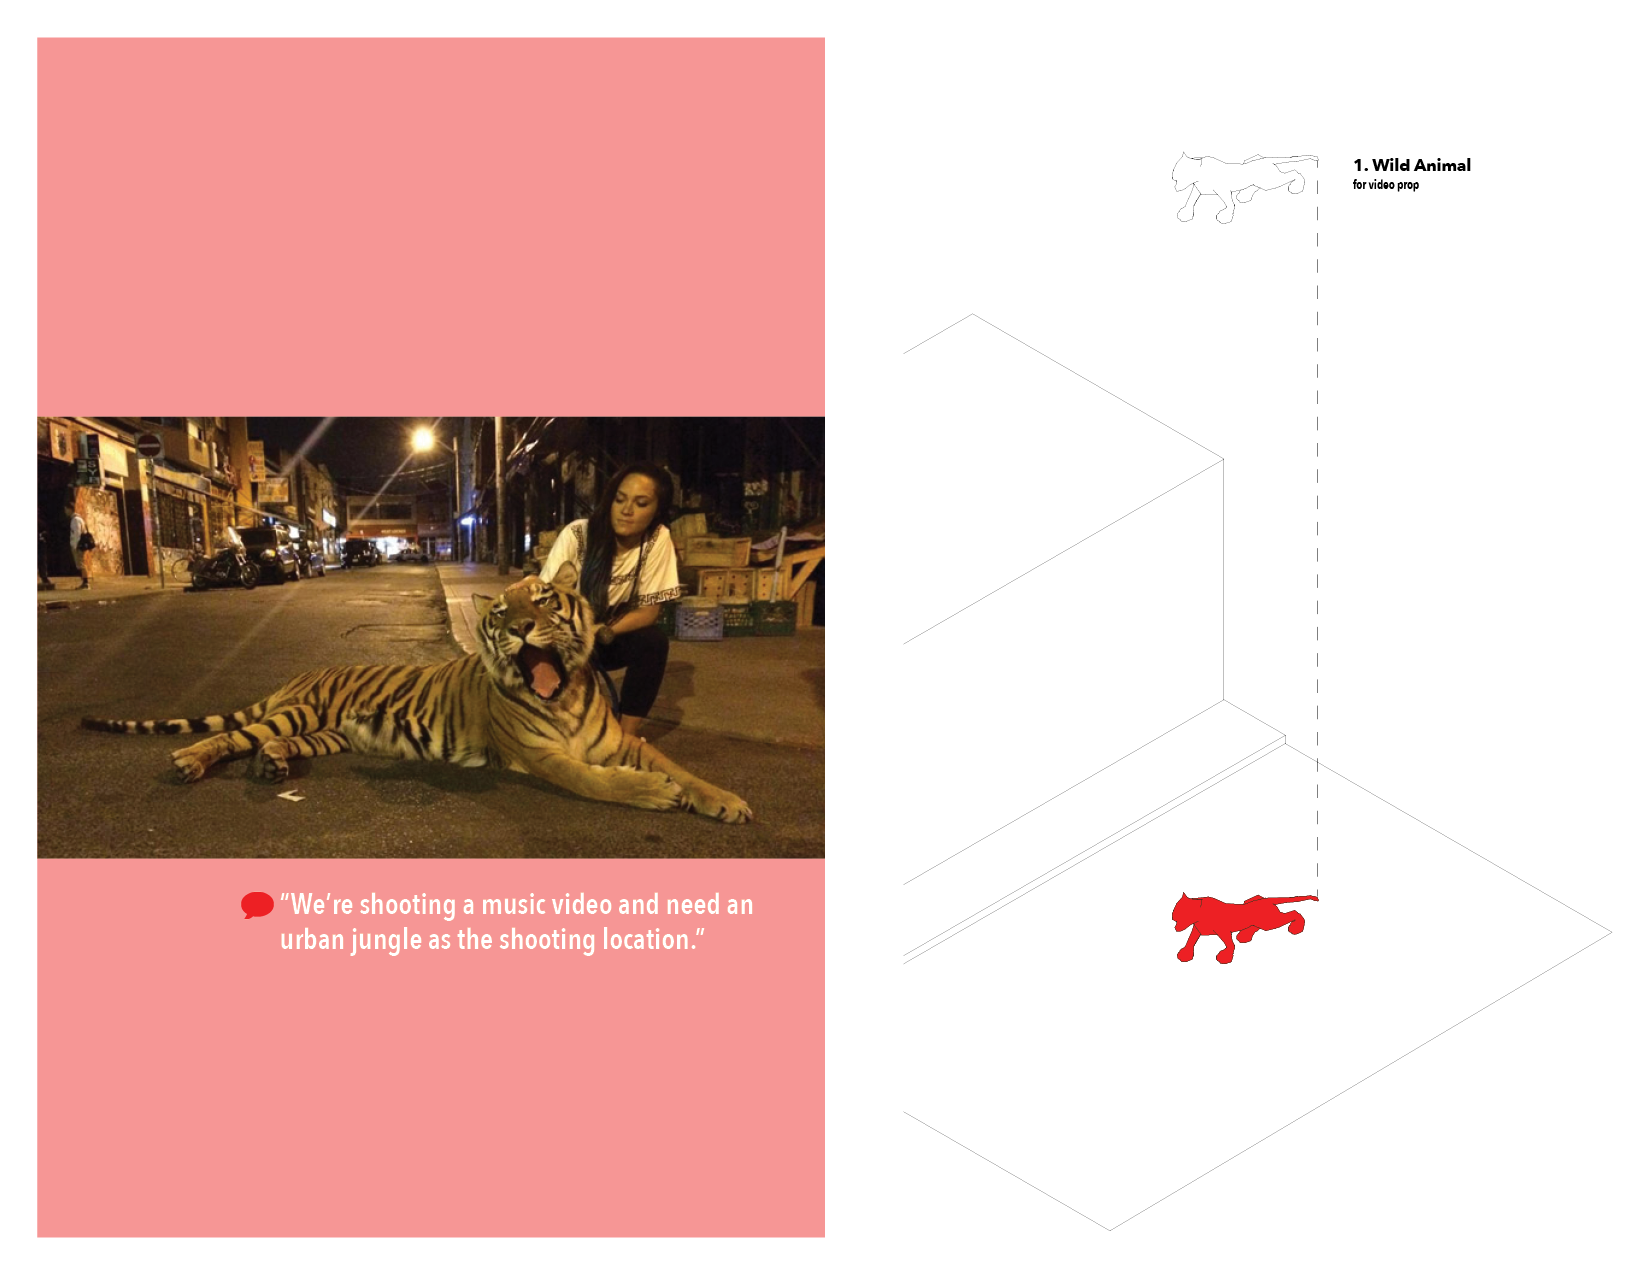 “We’re shooting a music video and need an
urban jungle as the shooting location.”
1. Wild Animal
for video prop